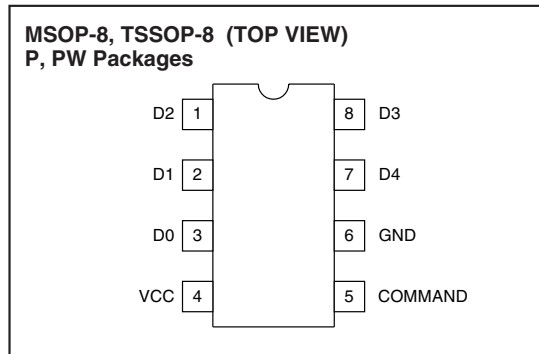 MSOP-8, TSSOP-8 (TOP VIEW)
P, PW Packages
D2 1 8 D3
D1 2 7 D4
D0 3 6 GND
VCC 4 5 COMMAND